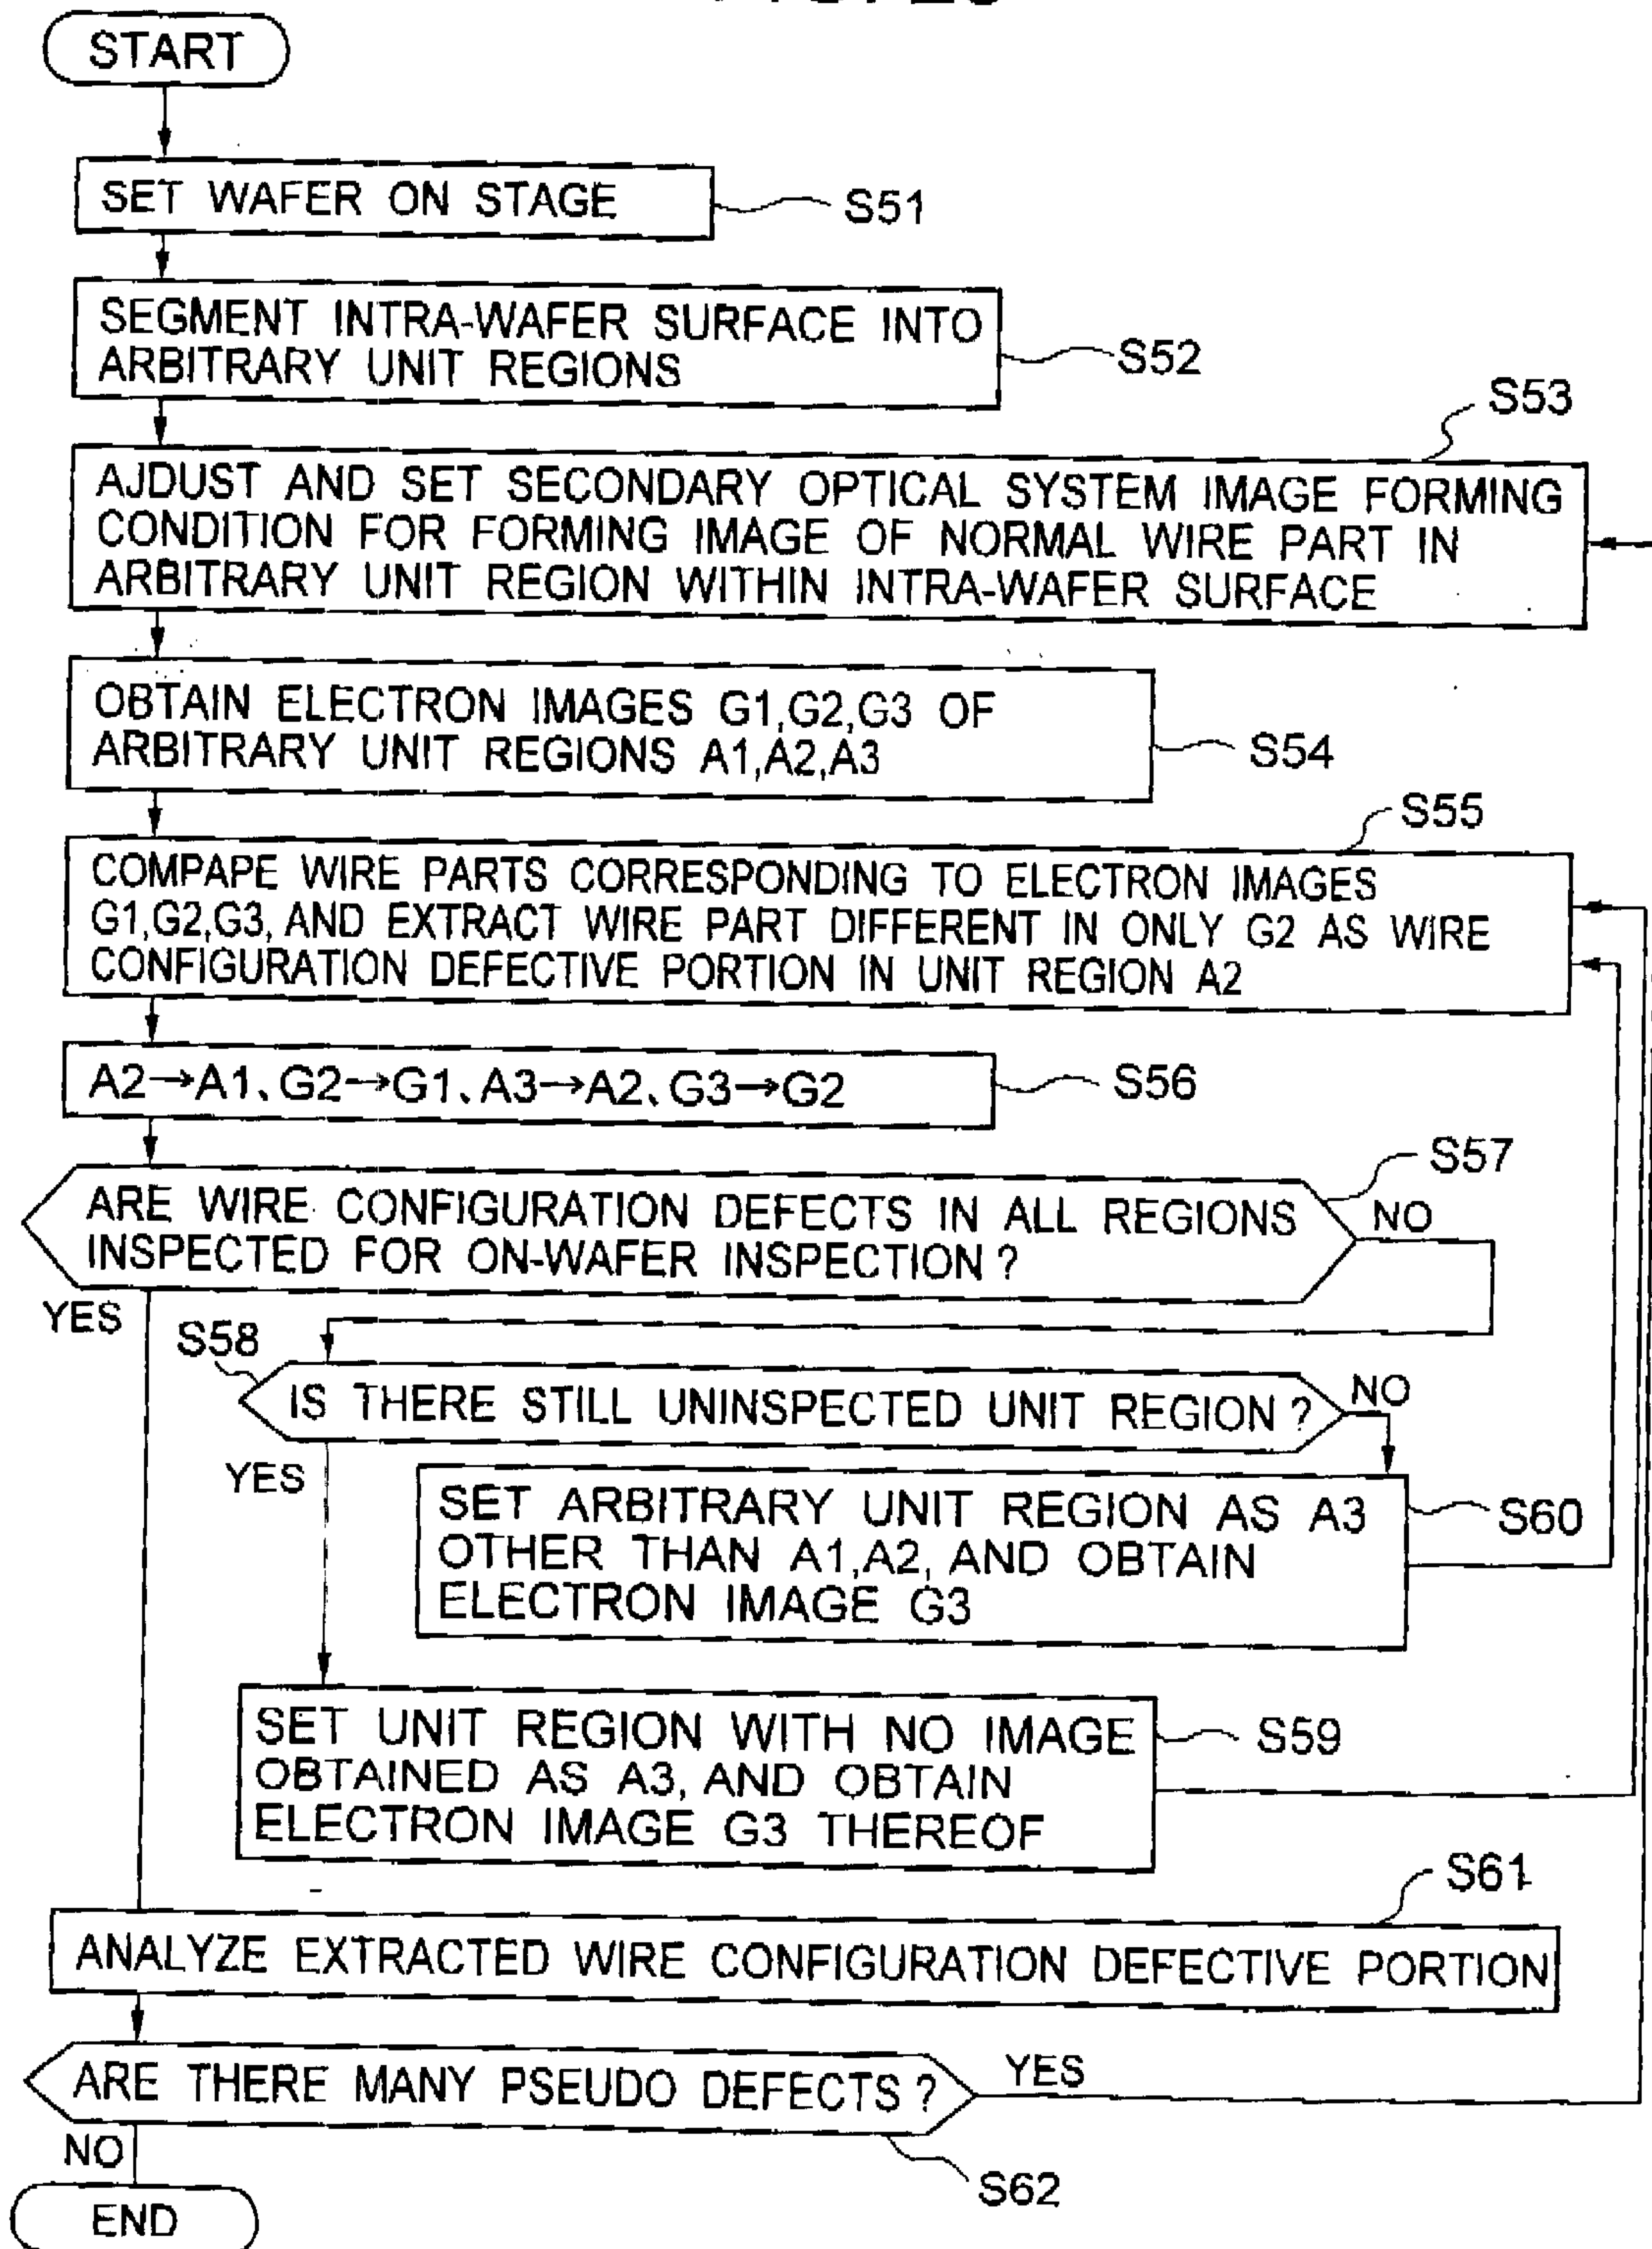 START
SET WAFER ON STAGE
S51
SEGMENT INTRA-WAFER SURFACE INTO
ARBITRARY UNIT REGIONS
S52
S53
AJDUST AND SET SECONDARY OPTICAL SYSTEM IMAGE FORMING
CONDITION FOR FORMING IMAGE OF NORMAL WIRE PART IN
ARBITRARY UNIT REGION WITHIN INTRA-WAFER SURFACE
OBTAIN ELECTRON IMAGES G1,G2,G3 OF
ARBITRARY UNIT REGIONS A1,A2,A3
S54
S55
COMPAPE WIRE PARTS CORRESPONDING TO ELECTRON IMAGES
G1,G2,G3, AND EXTRACT WIRE PART DIFFERENT IN ONLY G2 AS WIRE
CONFIGURATION DEFECTIVE PORTION IN UNIT REGION A2
A2→A1、G2→G1、A3→A2、G3→G2
S56
S57
ARE WIRE CONFIGURATION DEFECTS IN ALL REGIONS
INSPECTED FOR ON-WAFER INSPECTION ?
NO
YES
S58
IS THERE STILL UNINSPECTED UNIT REGION ?
NO
YES
SET ARBITRARY UNIT REGION AS A3
OTHER THAN A1,A2, AND OBTAIN
ELECTRON IMAGE G3
S60
SET UNIT REGION WITH NO IMAGE
OBTAINED AS A3, AND OBTAIN
ELECTRON IMAGE G3 THEREOF
S59
S61
ANALYZE EXTRACTED WIRE CONFIGURATION DEFECTIVE PORTION
ARE THERE MANY PSEUDO DEFECTS ?
YES
NO
S62
END